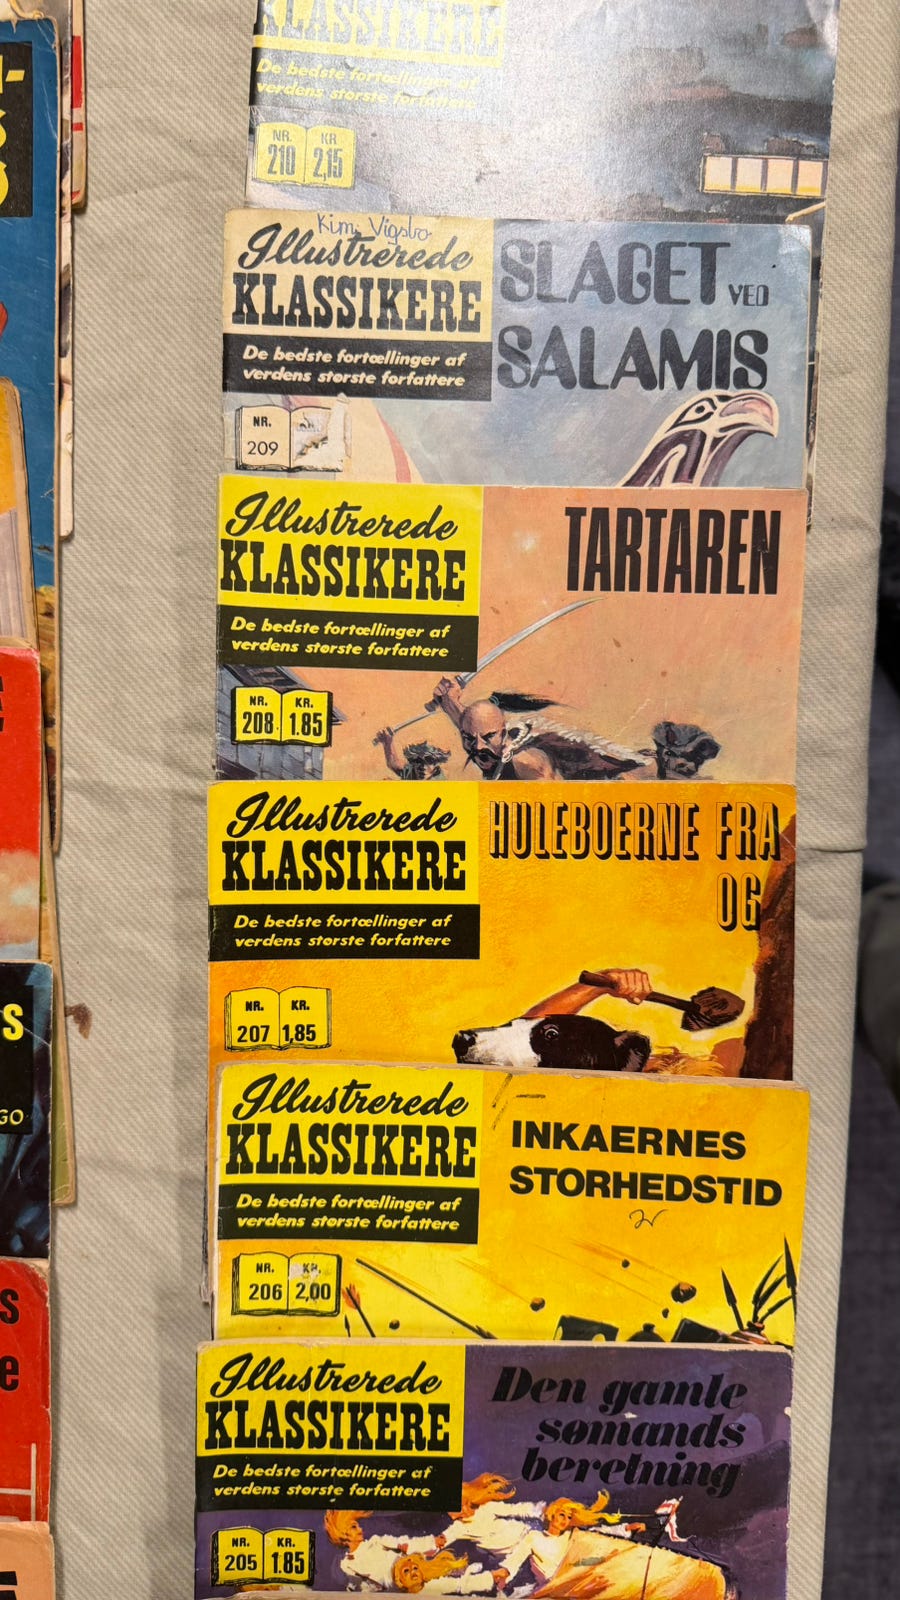 KLASSIKERE
De bedste fortællinger af
verdens største forfattere
NR. KR
210 2,15
Kim Vigsbo
Illustrerede
KLASSIKERE
De bedste fortællinger af
verdens største forfattere
SLAGET VED
SALAMIS
NR.
209
Illustrerede
KLASSIKERE
De bedste fortællinger af
verdens største forfattere
TARTAREN
NR. KR.
208 1.85
Illustrerede
KLASSIKERE
De bedste fortællinger af
verdens største forfattere
HULEBOERNE FRA
OG
NR. KR.
207 1,85
Illustrerede
KLASSIKERE
De bedste fortællinger af
verdens største forfattere
INKAERNES
STORHEDSTID
NR. KR.
206 2,00
Illustrerede
KLASSIKERE
De bedste fortællinger af
verdens største forfattere
Den gamle
sømands
beretning
NR. KR.
205 1.85
S
GO
S
e